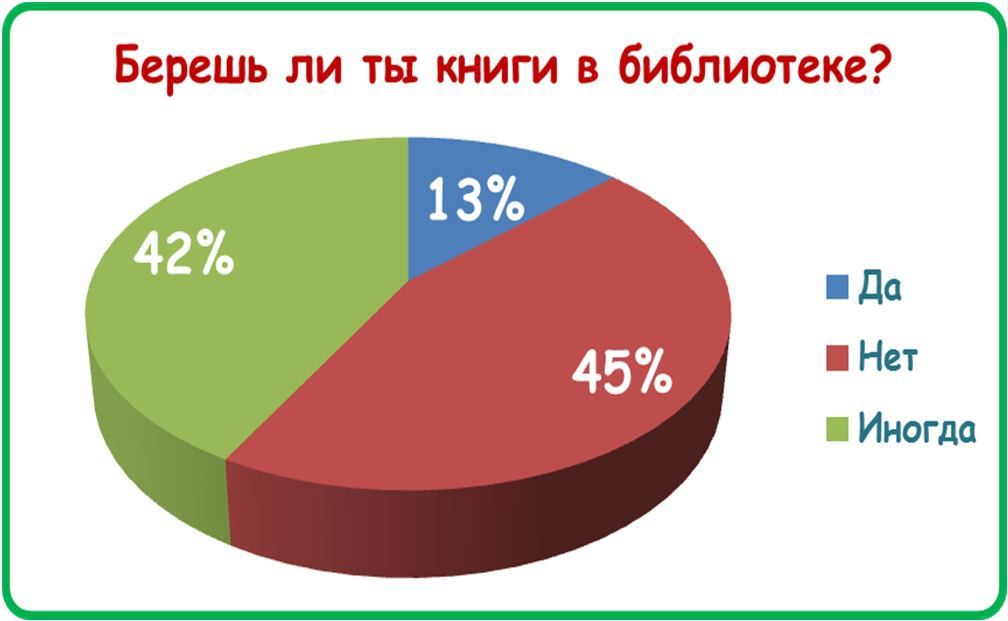 Берешь ли ты книги в библиотеке?
13%
42%
45%
Да
Нет
Иногда